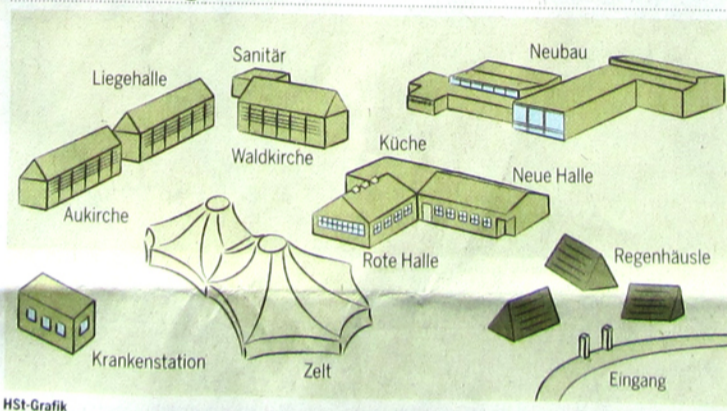 Sanitär
Neubau
Liegehalle
Waldkirche
Küche
Neue Halle
Aukirche
Rote Halle
Regenhäusle
Krankenstation
Zelt
Eingang
HSt-Grafik